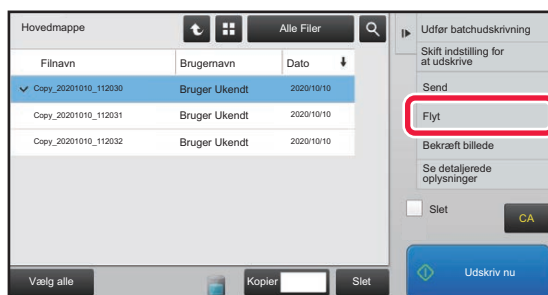 Hovedmappe
Alle Filer
Filnavn
Brugernavn
Dato
Copy_20201010_112030
Bruger Ukendt
2020/10/10
Copy_20201010_112031
Bruger Ukendt
2020/10/10
Copy_20201010_112032
Bruger Ukendt
2020/10/10
Vælg alle
Kopier
Slet
Udfør batchudskrivning
Skift indstilling for
at udskrive
Send
Flyt
Bekræft billede
Se detaljerede
oplysninger
Slet
CA
Udskriv nu